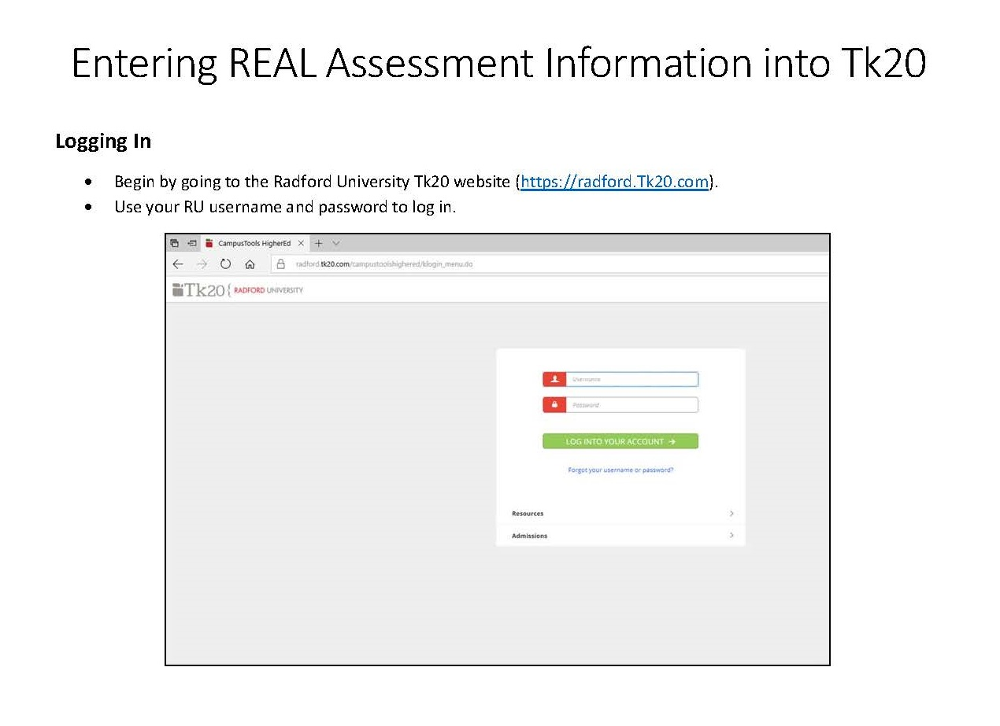 Entering REAL Assessment Information into Tk20
Logging In
• Begin by going to the Radford University Tk20 website (https://radford.Tk20.com).
• Use your RU username and password to log in.
CampusTools HigherEd
radford.tk20.com/campustoolshighered/klogin_menu.do
Tk20 { RADFORD UNIVERSITY
Username
Password
LOG INTO YOUR ACCOUNT →
Forgot your username or password?
Resources
Admissions